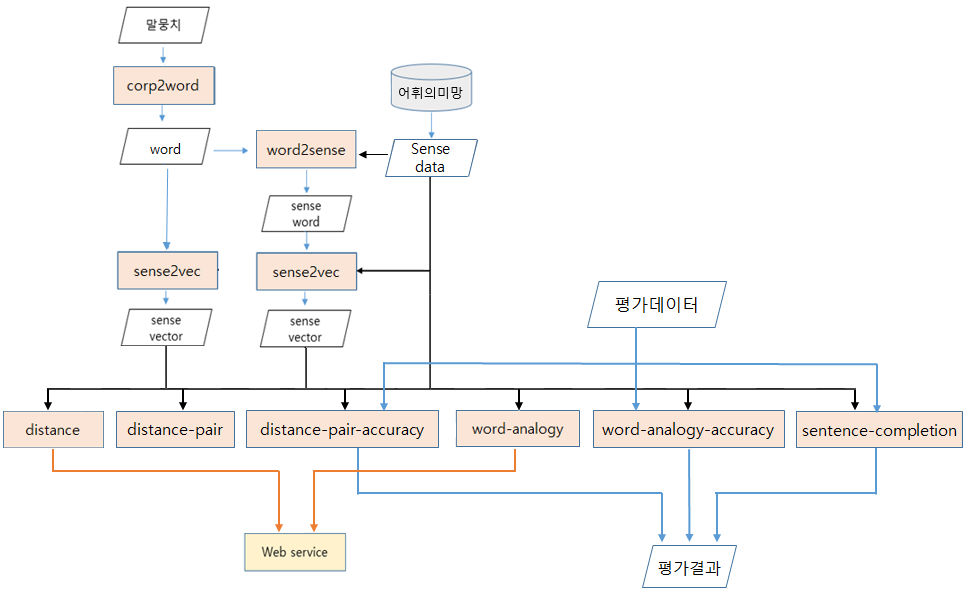 말뭉치
corp2word
어휘의미망
word
word2sense
Sense
data
sense
word
sense2vec
sense2vec
sense
vector
sense
vector
평가데이터
distance
distance-pair
distance-pair-accuracy
word-analogy
word-analogy-accuracy
sentence-completion
Web service
평가결과